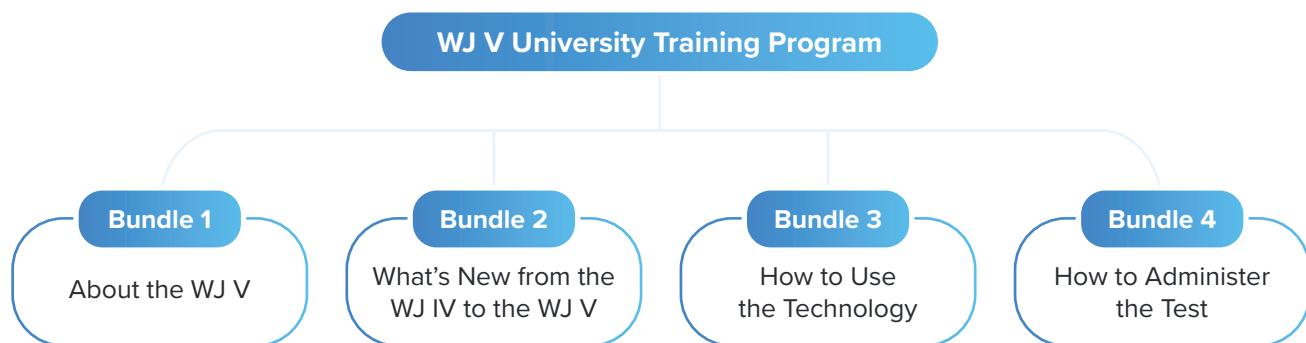 WJ V University Training Program
Bundle 1
About the WJ V
Bundle 2
What’s New from the
WJ IV to the WJ V
Bundle 3
How to Use
the Technology
Bundle 4
How to Administer
the Test